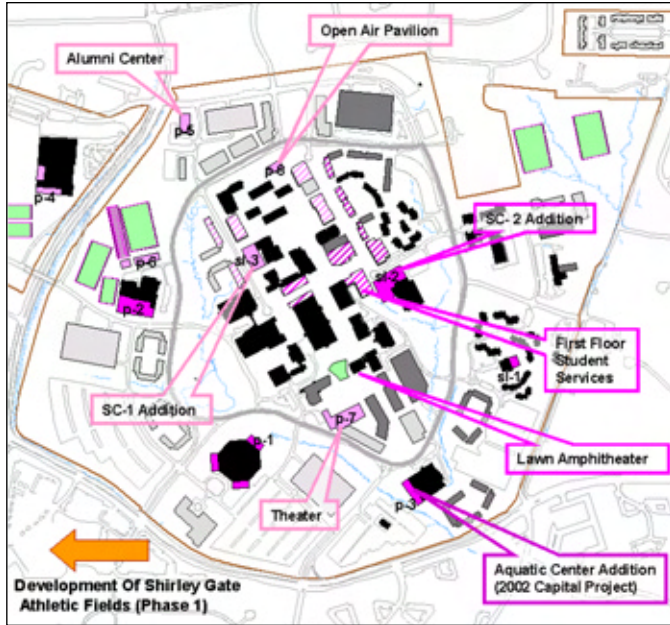 Open Air Pavilion
Alumni Center
p-5
p-8
p-4
SC- 2 Addition
sl-3
sl-2
p-6
p-2
First Floor
Student
Services
sl-1
SC-1 Addition
p-7
Lawn Amphitheater
p-1
Theater
p-3
Aquatic Center Addition
(2002 Capital Project)
Development Of Shirley Gate
Athletic Fields (Phase 1)